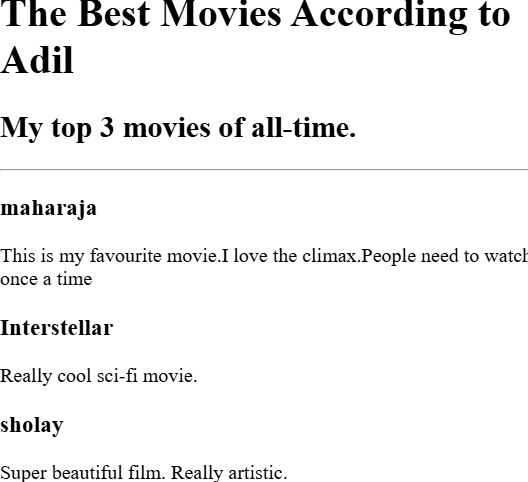 The Best Movies According to
Adil
My top 3 movies of all-time.
maharaja
This is my favourite movie.I love the climax.People need to watch
once a time
Interstellar
Really cool sci-fi movie.
sholay
Super beautiful film. Really artistic.